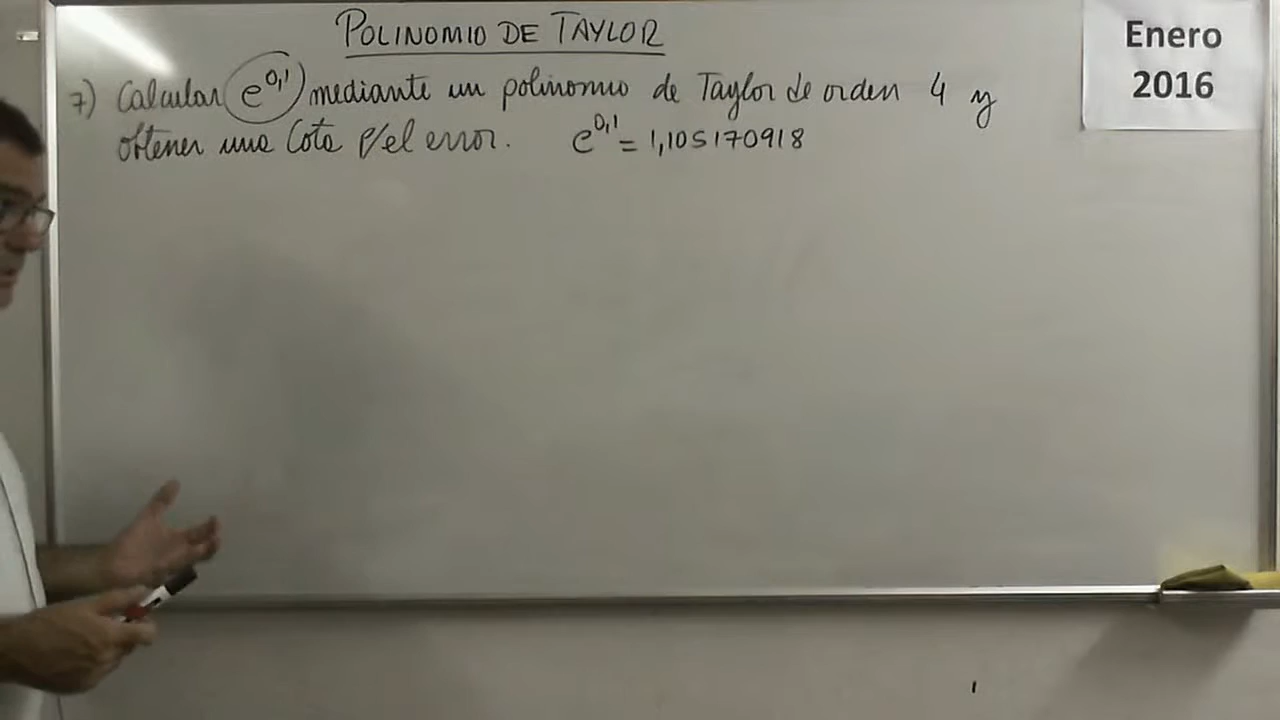 POLINOMIO DE TAYLOR
7) Calcular e^0,1 mediante un polinomio de Taylor de orden 4 y
obtener una Cota p/el error. e^0,1 = 1,105170918
Enero
2016